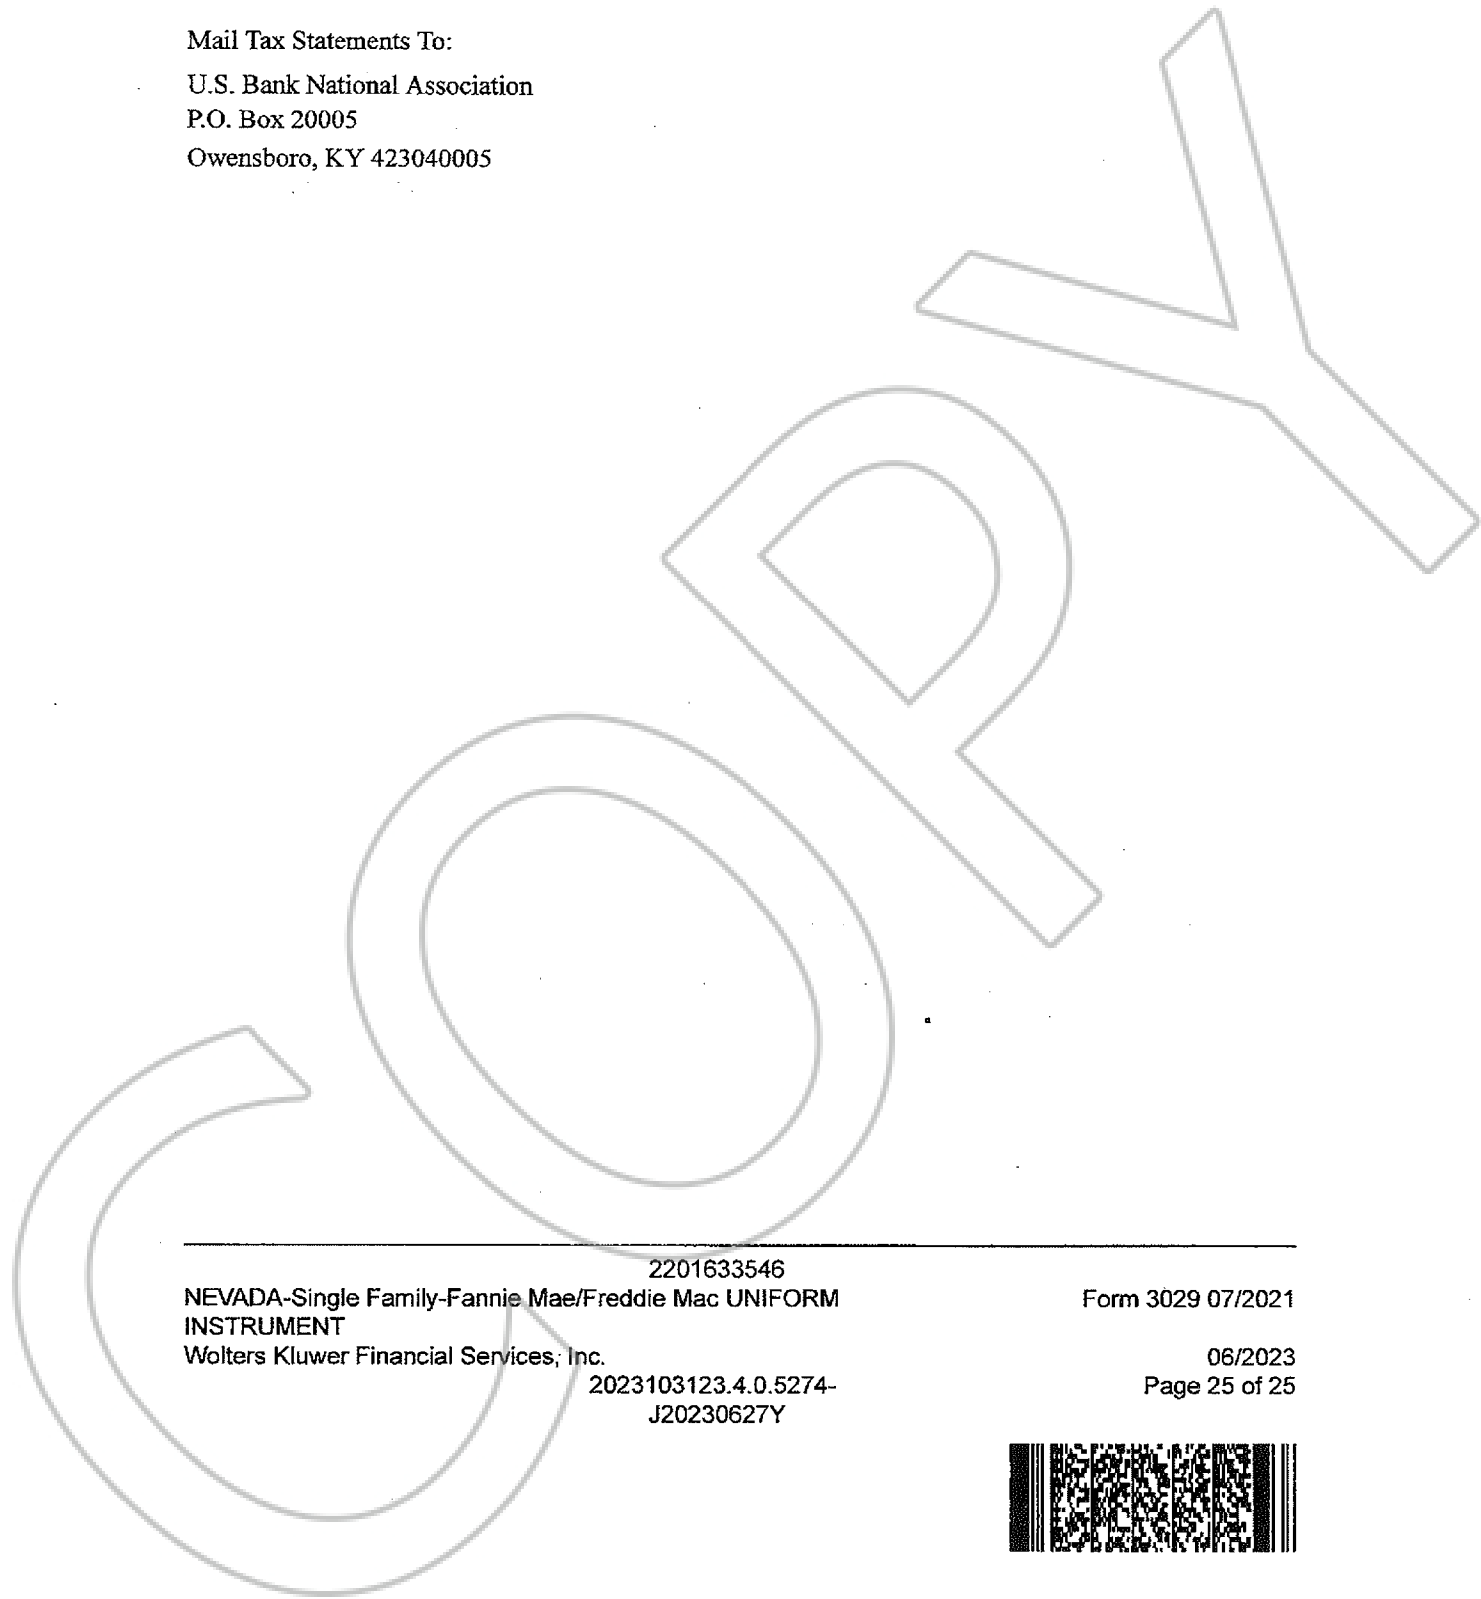 Mail Tax Statements To:
U.S. Bank National Association
P.O. Box 20005
Owensboro, KY 423040005
COPY
2201633546
NEVADA-Single Family-Fannie Mae/Freddie Mac UNIFORM
INSTRUMENT
Form 3029 07/2021
Wolters Kluwer Financial Services, Inc.
06/2023
2023103123.4.0.5274-
J20230627Y
Page 25 of 25